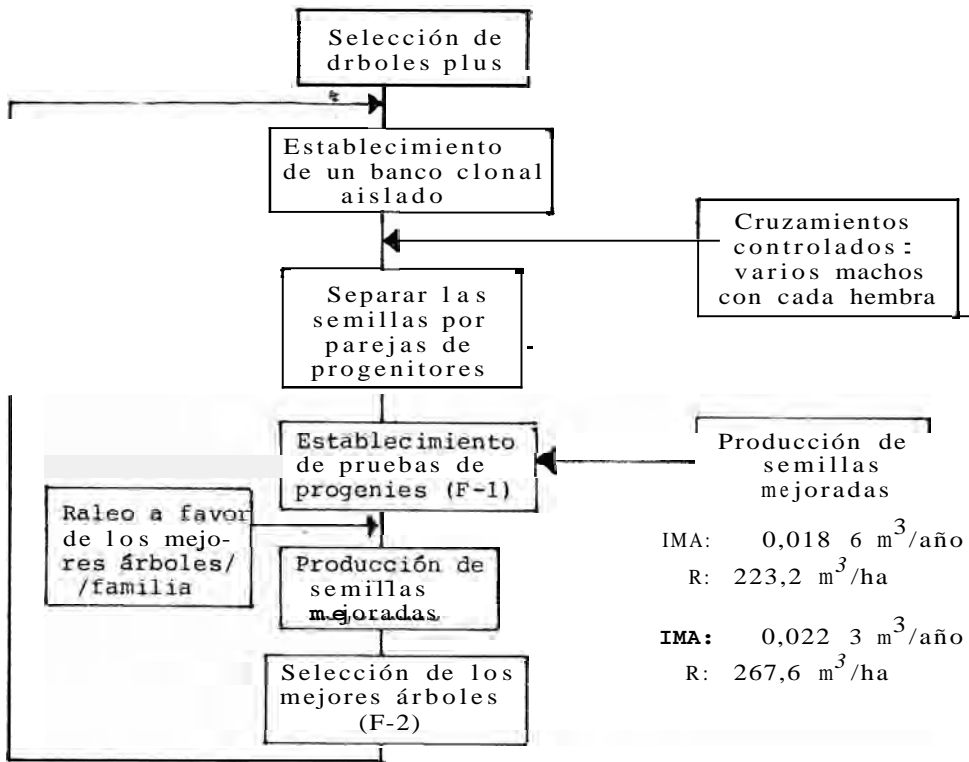 Selección de
drboles plus
Establecimiento
de un banco clonal
aislado
Cruzamientos
controlados:
varios machos
con cada hembra
Separar las
semillas por
parejas de
progenitores
Establecimiento
de pruebas de
progenies (F-1)
Producción de
semillas
mejoradas
Raleo a favor
de los mejo-
res árboles/
/familia
Producción de
semillas
mejoradas
IMA: 0,018 6 m³/año
R: 223,2 m³/ha
IMA: 0,022 3 m³/año
R: 267,6 m³/ha
Selección de los
mejores árboles
(F-2)